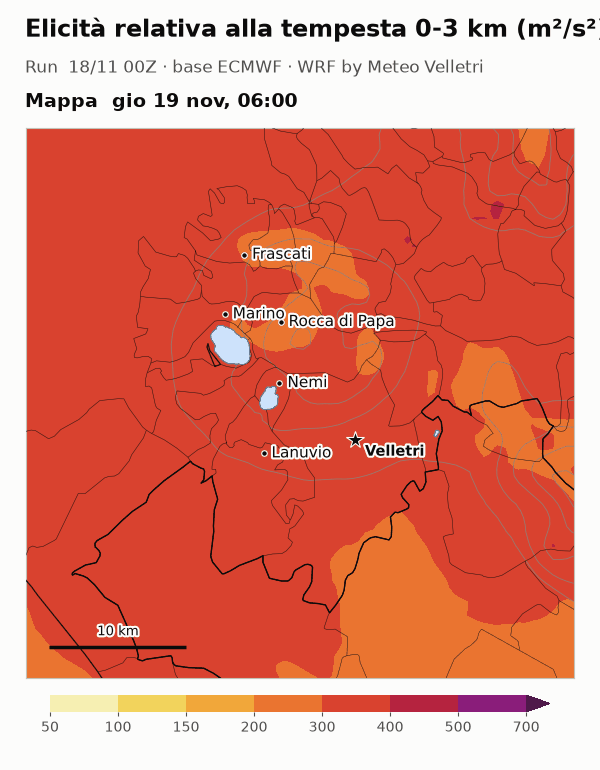 Elicità relativa alla tempesta 0-3 km (m²/s²)
Run  18/11 00Z · base ECMWF · WRF by Meteo Velletri
Mappa  gio 19 nov, 06:00
Frascati
Marino
Rocca di Papa
Nemi
Velletri
Lanuvio
10 km
50 100 150 200 300 400 500 700